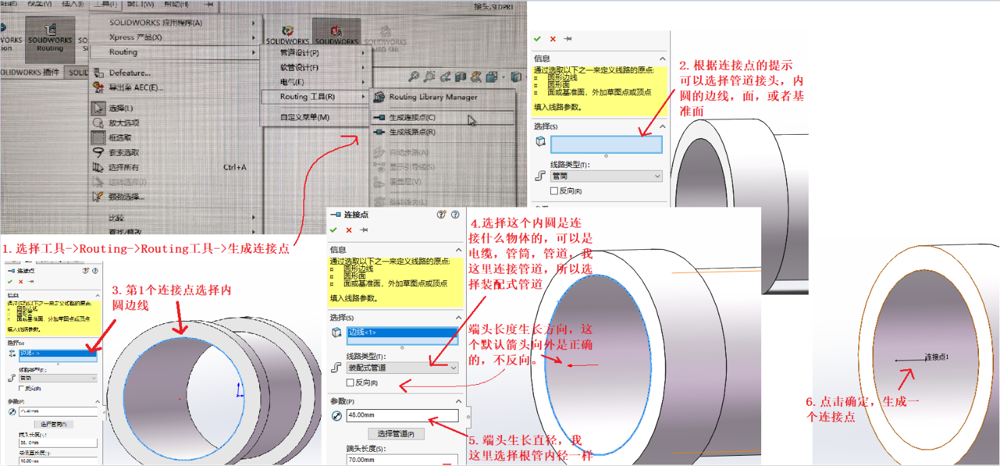 视图(V) 插入(I) 工具(T) 窗口(W) 帮助(H)
接头.SLDPRT
SOLIDWORKS
Routing
SOLIDWORKS 插件
SOLIDWORKS 应用程序(A)
Xpress 产品(X)
Routing
Defeature...
导出至 AEC(E)...
选择(L)
放大选项
框选取
套索选取
选择所有 Ctrl+A
逆转选择(I)
强劲选择...
比较
查找/修改
SOLIDWORKS SOLIDWORKS SOLIDWORKS
MBD SNL
管道设计(P)
软管设计(F)
电气(E)
Routing 工具(R)
自定义菜单(M)
Routing Library Manager
生成连接点(C)
生成线路点(R)
自动步路(A)
显示引导线(S)
覆盖层(V)
1.选择工具->Routing->Routing工具->生成连接点
信息
通过选取以下之一来定义线路的原点:
圆形边线
圆形面
面或基准面，外加草图点或顶点
填入线路参数。
选择(S)
线路类型(T):
管筒
反向(R)
2.根据连接点的提示
可以选择管道接头，内
圆的边线，面，或者基
准面
连接点
信息
通过选取以下之一来定义线路的原点:
圆形边线
圆形面
面或基准面，外加草图点或顶点
填入线路参数。
选择(S)
边线<1>
线路类型(T):
管筒
反向(R)
参数(P)
25.40mm
选择管筒(T)
端头长度(S):
38.10mm
最低直长度(I):
10.00mm
3.第1个连接点选择内
圆边线
连接点
信息
通过选取以下之一来定义线路的原点:
圆形边线
圆形面
面或基准面，外加草图点或顶点
填入线路参数。
选择(S)
边线<1>
线路类型(T):
装配式管道
反向(R)
参数(P)
48.00mm
选择管道(P)
端头长度(S):
70.00mm
4.选择这个内圆是连
接什么物体的，可以是
电缆，管筒，管道，我
这里连接管道，所以选
择装配式管道
端头长度生长方向，这
个默认箭头向外是正确
的，不反向。
5.端头生长直径，我
这里选择根管内径一样
连接点1
6.点击确定，生成一
个连接点